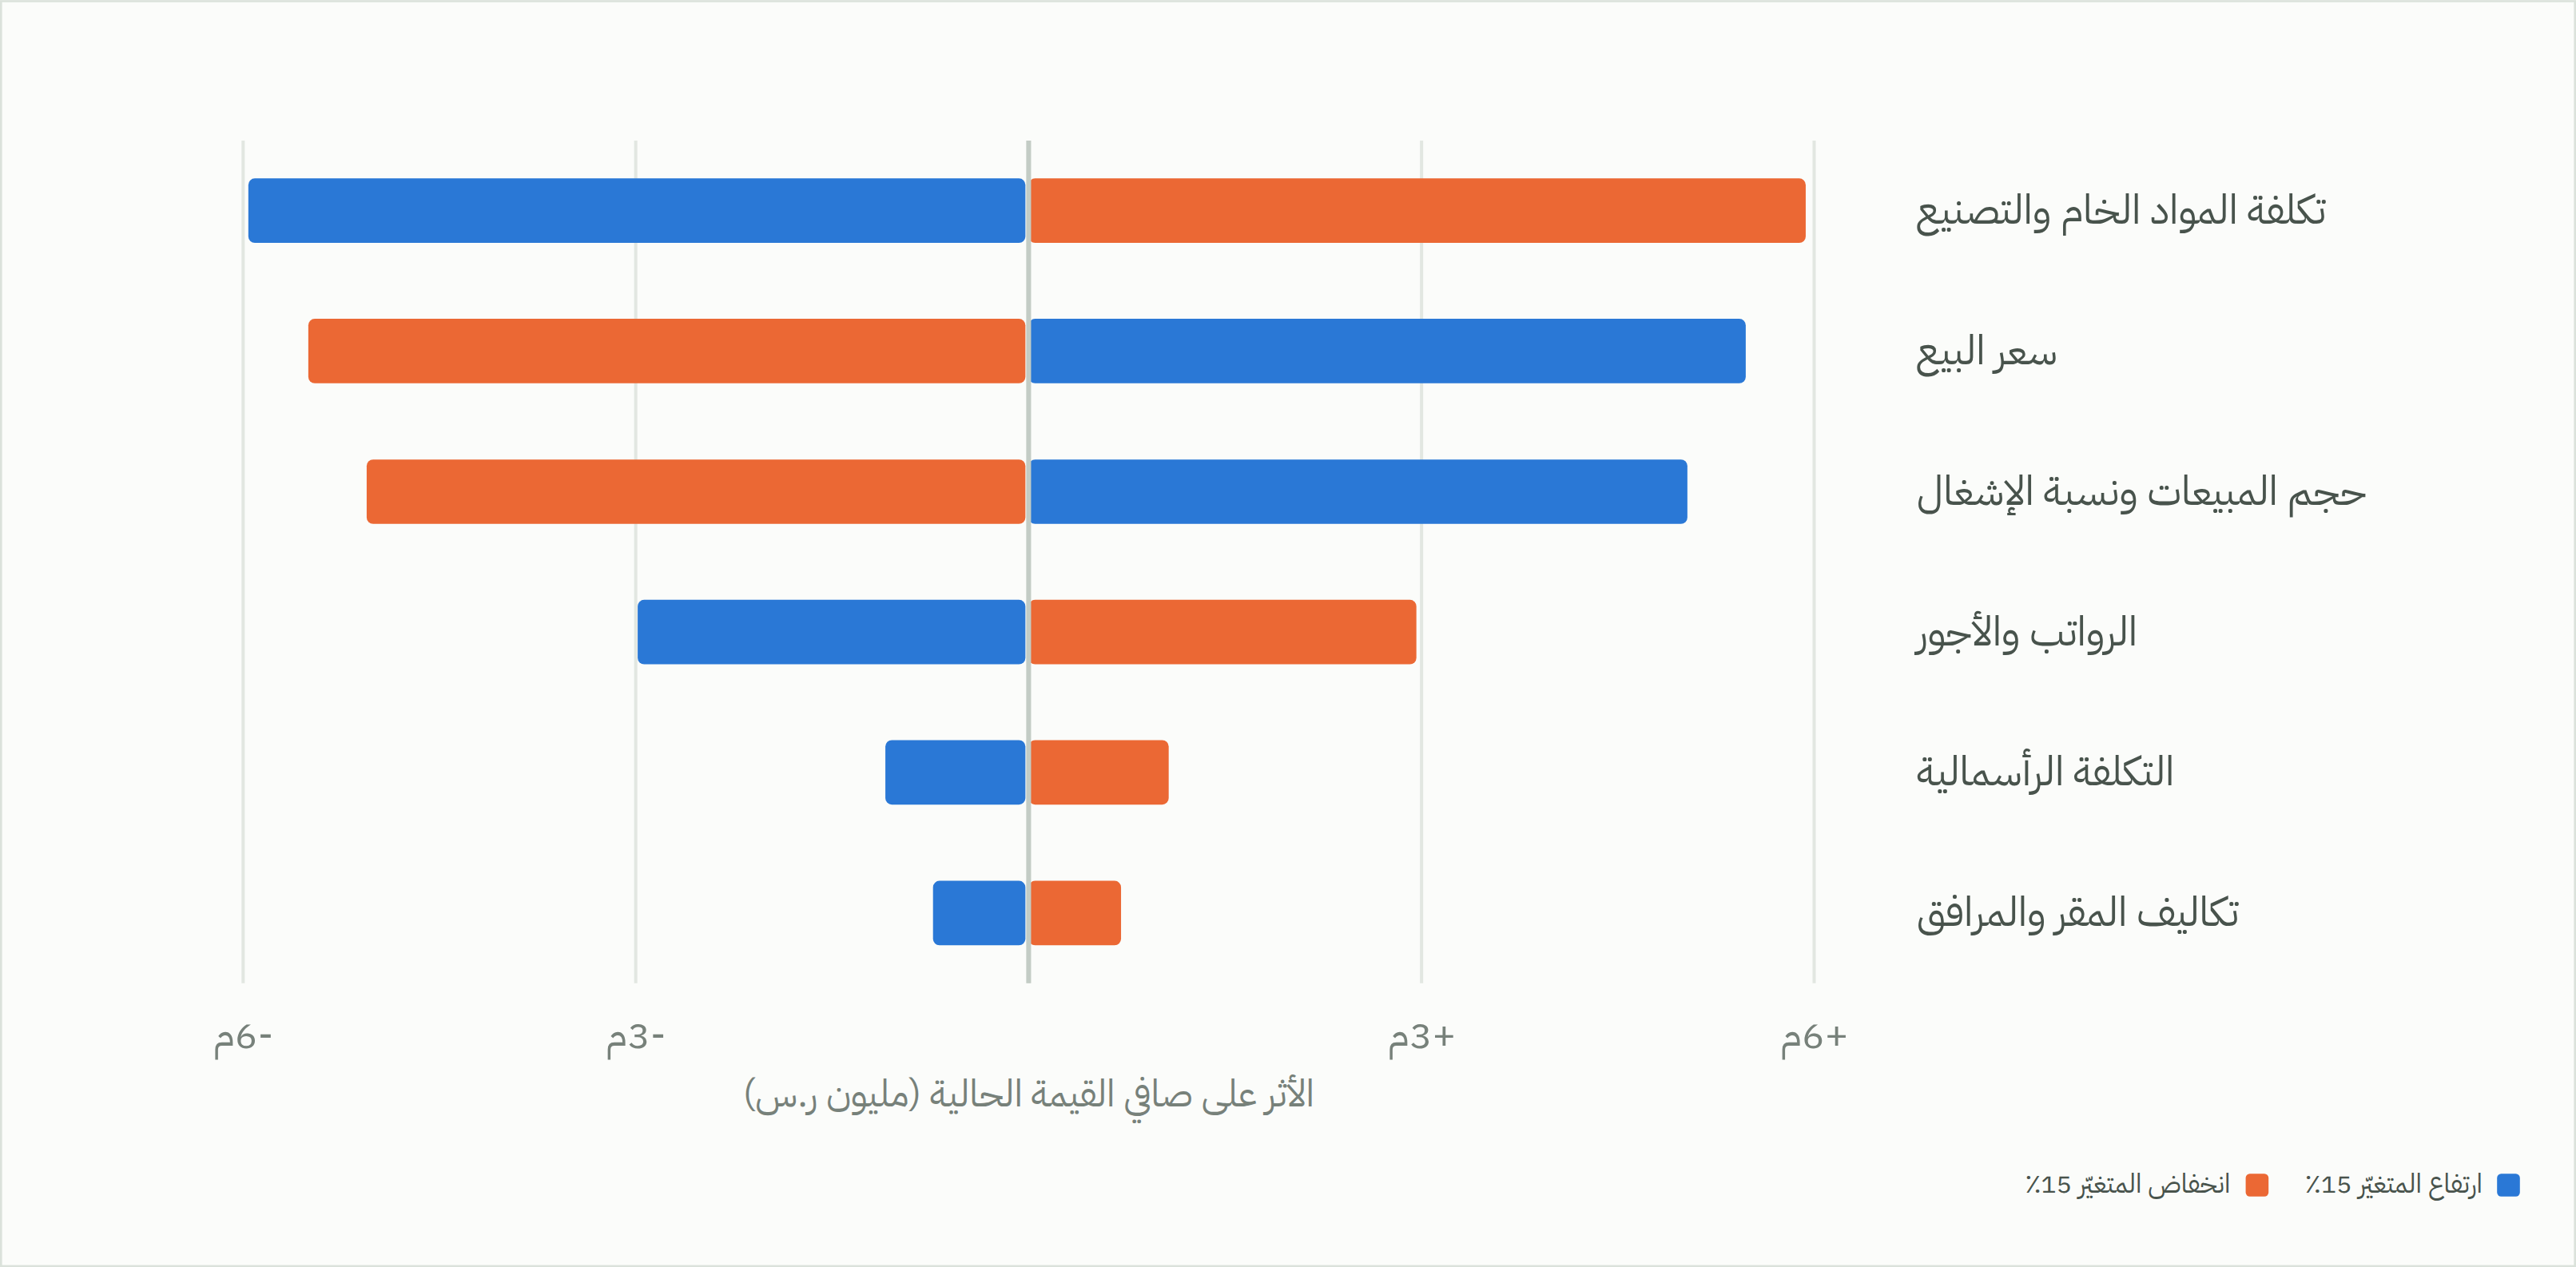 تكلفة المواد الخام والتصنيع
سعر البيع
حجم المبيعات ونسبة الإشغال
الرواتب والأجور
التكلفة الرأسمالية
تكاليف المقر والمرافق
+6م
+3م
-3م
-6م
الأثر على صافي القيمة الحالية (مليون ر.س)
ارتفاع المتغيّر 15٪ انخفاض المتغيّر 15٪